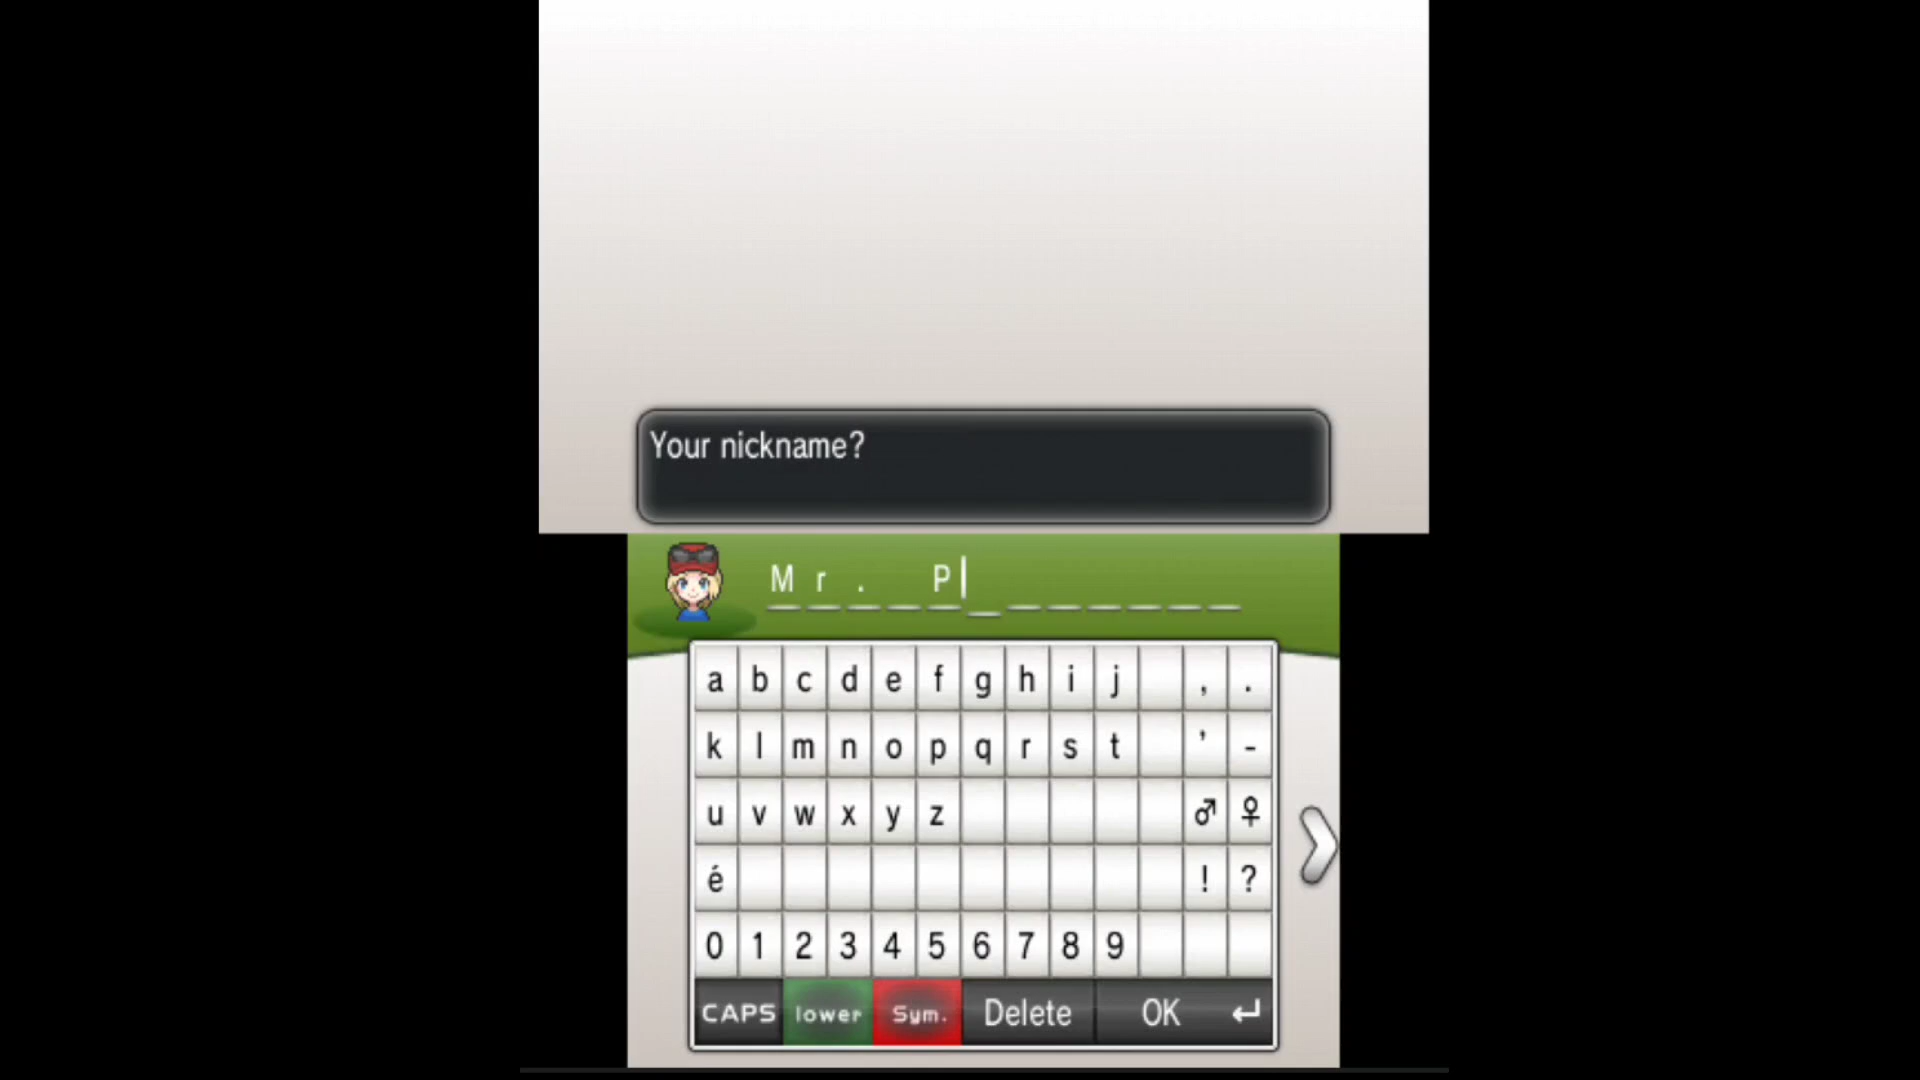 Your nickname?
Mr. P
a b c d e f g h i j , .
k l m n o p q r s t ' -
u v w x y z ♂ ♀
é ! ?
0 1 2 3 4 5 6 7 8 9
CAPS lower Sym. Delete OK ↵